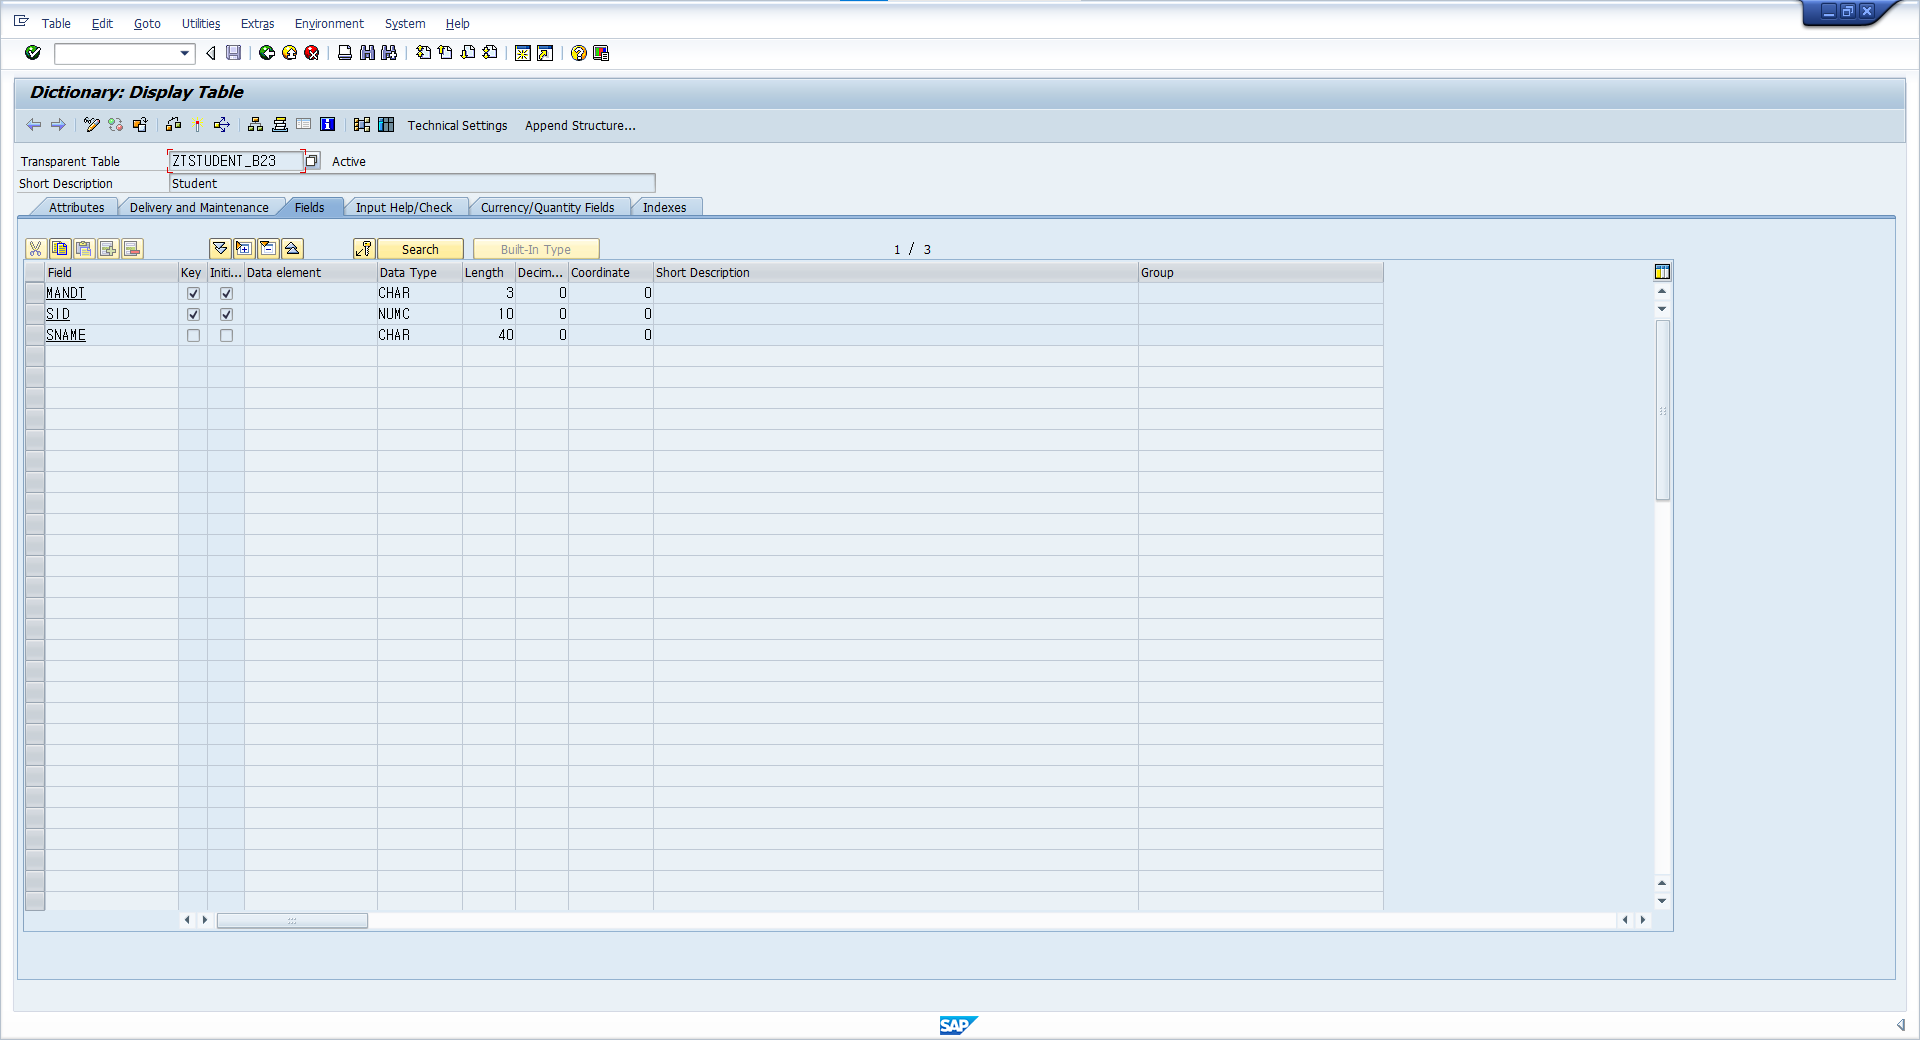 Table Edit Goto Utilities Extras Environment System Help
Dictionary: Display Table
Technical Settings Append Structure...
Transparent Table ZTSTUDENT_B23 Active
Short Description Student
Attributes Delivery and Maintenance Fields Input Help/Check Currency/Quantity Fields Indexes
Search Built-In Type 1 / 3
Field Key Initi... Data element Data Type Length Decim... Coordinate Short Description Group
MANDT CHAR 3 0 0
SID NUMC 10 0 0
SNAME CHAR 40 0 0
SAP